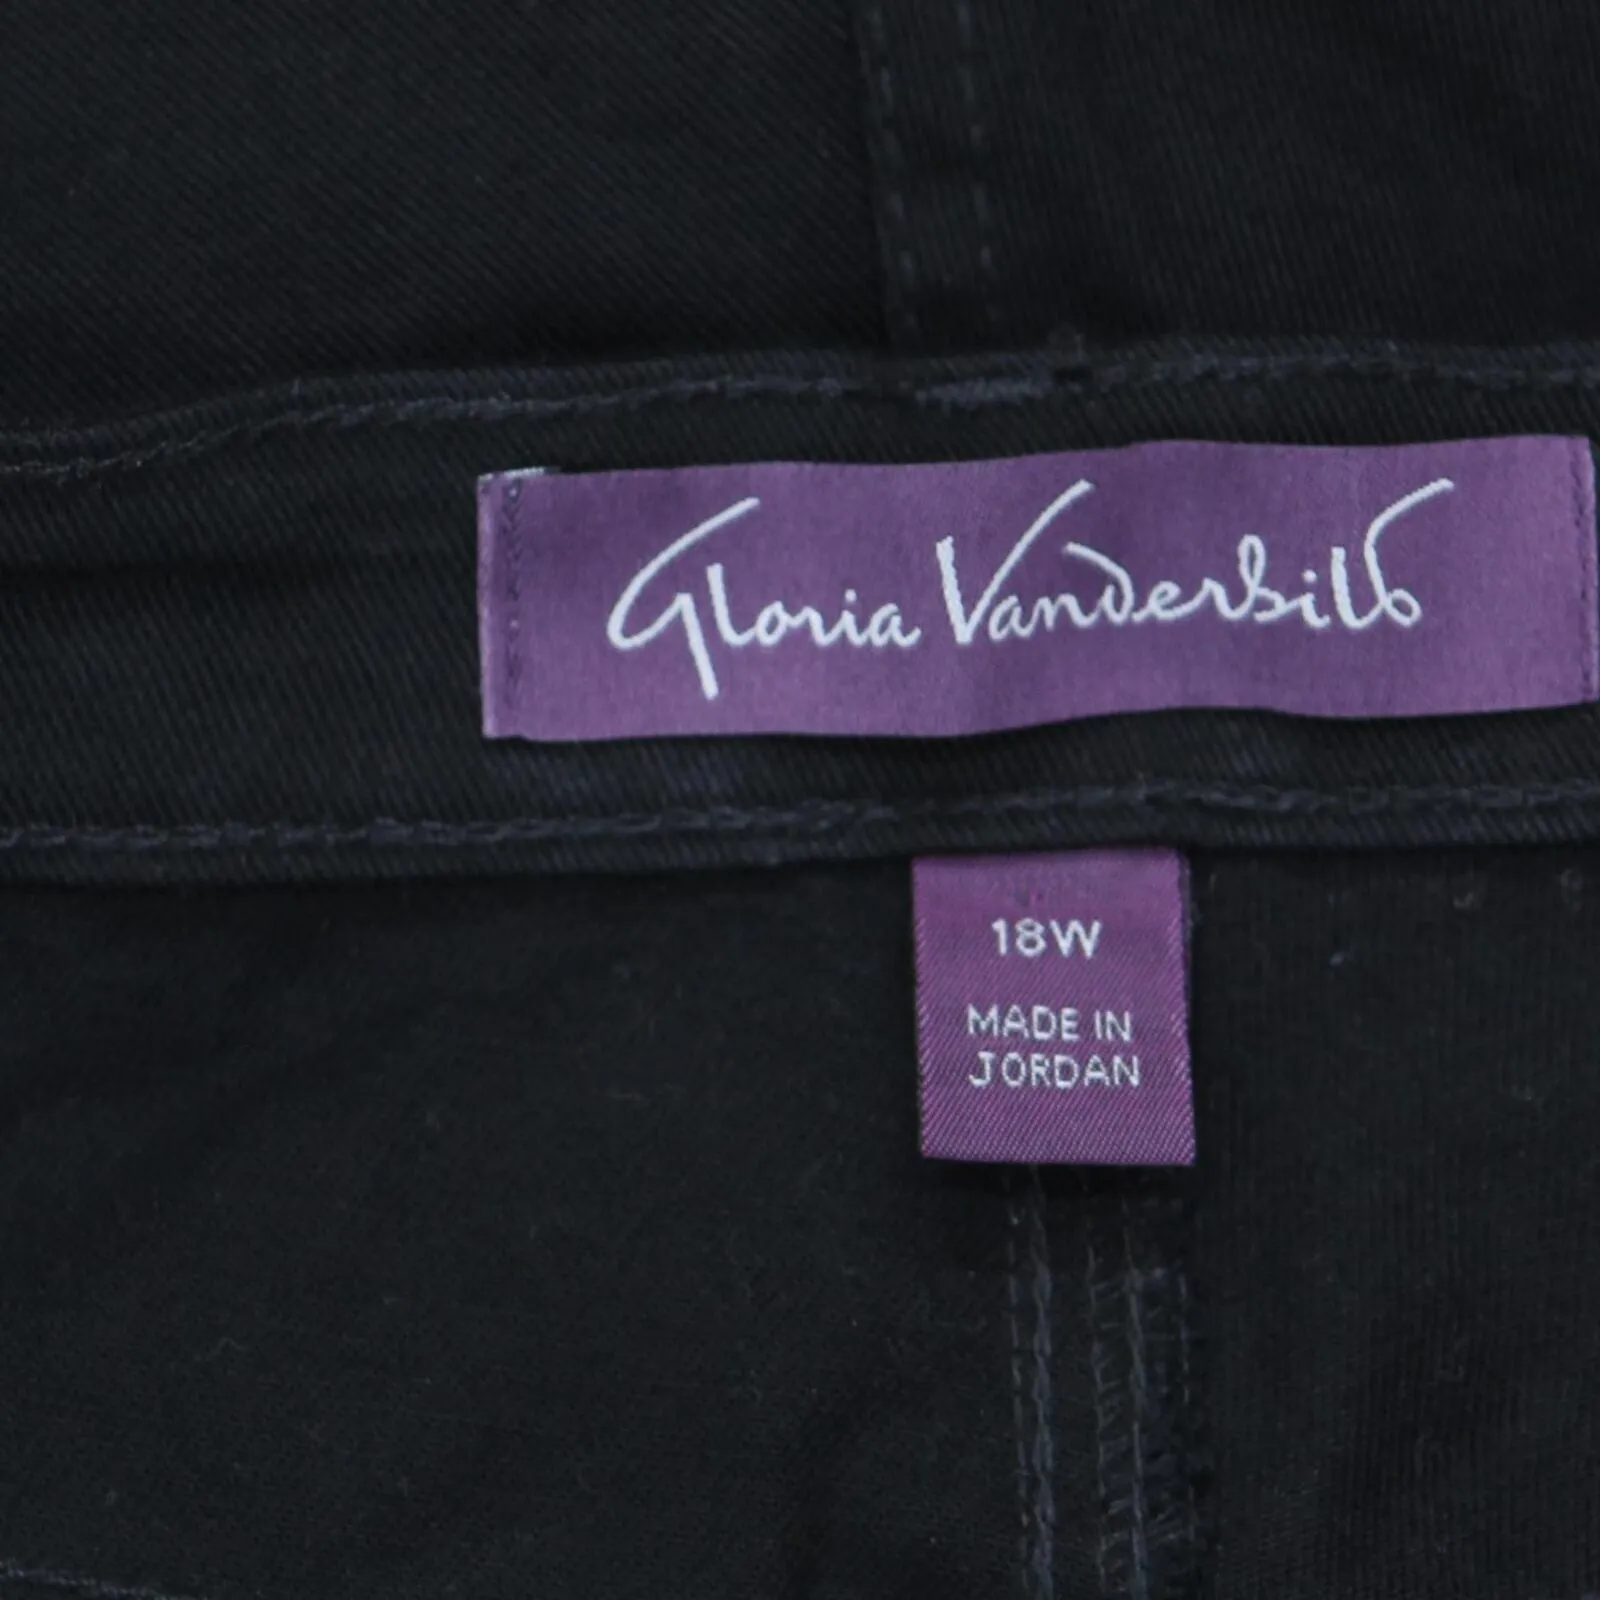 Gloria Vanderbilt
18W
MADE IN
JORDAN